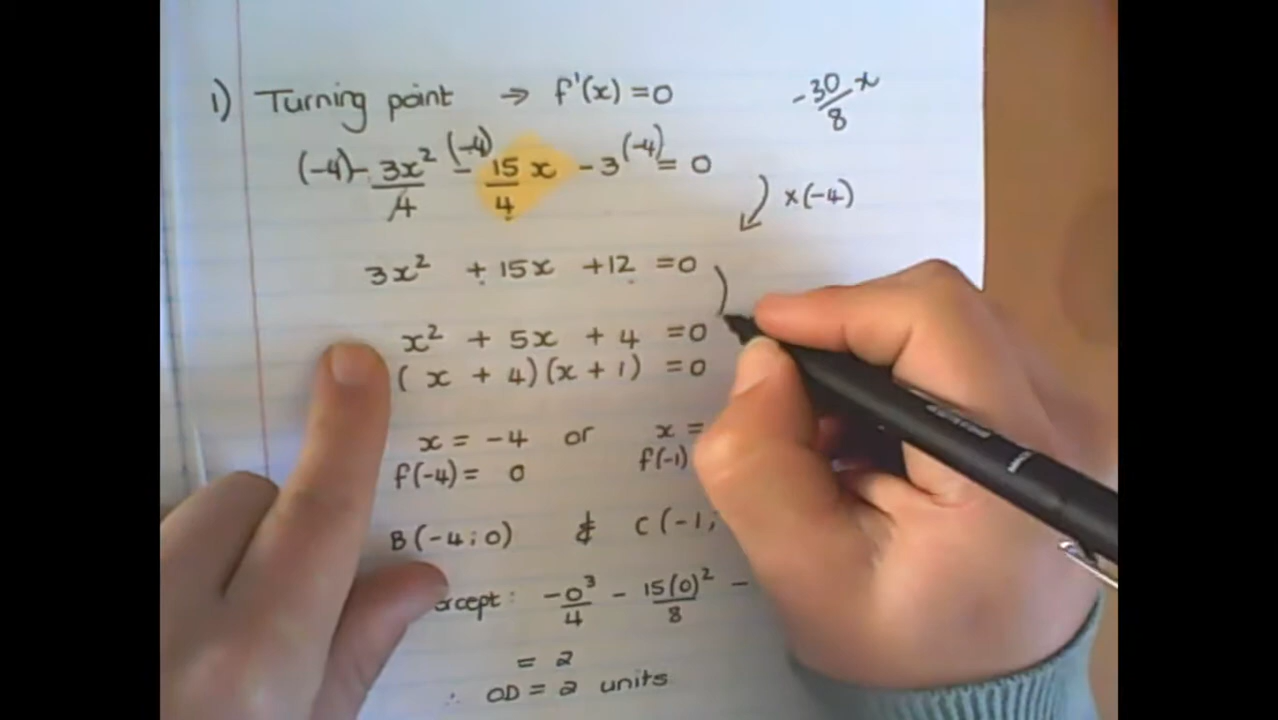 1) Turning point ⇒ f'(x) = 0
-30/8 x
(-4) - 3x²/4 (-4) - 15/4 x - 3 (-4) = 0
x (-4)
3x² + 15x + 12 = 0
x² + 5x + 4 = 0
(x + 4)(x + 1) = 0
x = -4 or x =
f(-4) = 0 f(-1)
B(-4; 0) & C(-1;
: -0³/4 - 15(0)²/8 -
= 2
∴ OD = 2 units